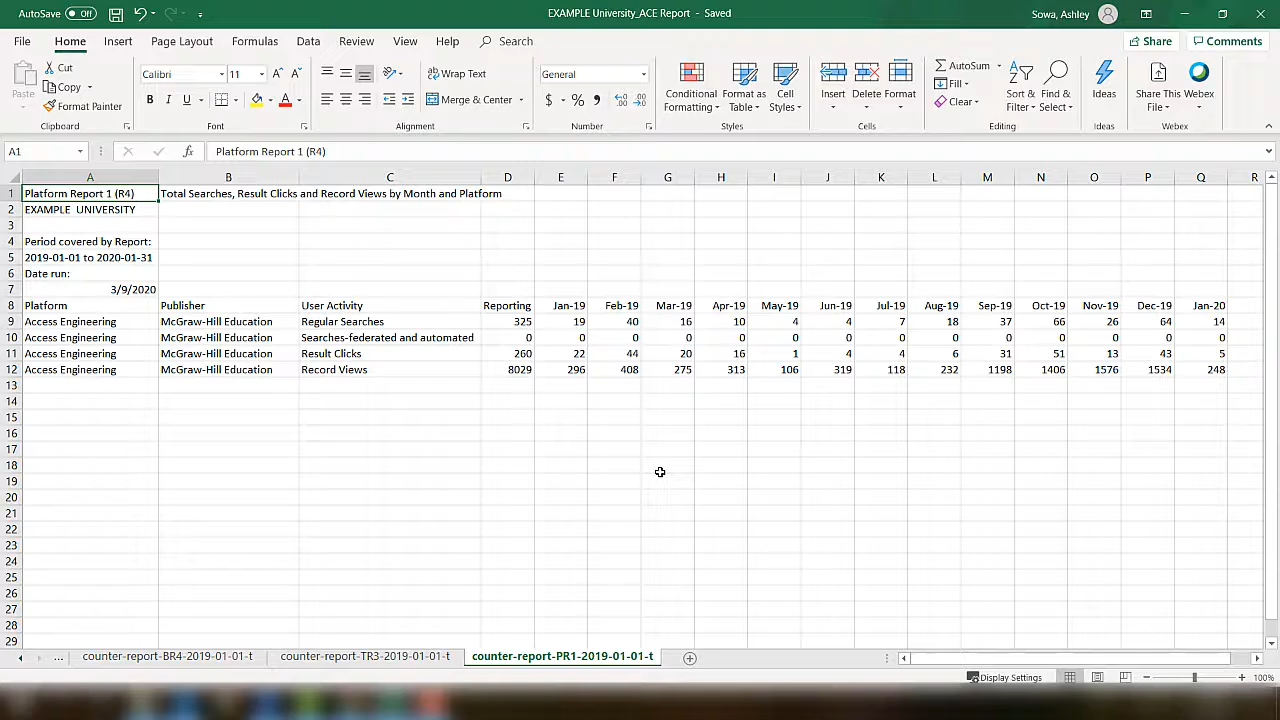 AutoSave Off EXAMPLE University_ACE Report - Saved Sowa, Ashley
File Home Insert Page Layout Formulas Data Review View Help Search Share Comments
Paste Cut Copy Format Painter Clipboard
Calibri 11 B I U Font
Wrap Text Merge & Center Alignment
General $ % Number
Conditional Formatting Format as Table Cell Styles Styles
Insert Delete Format Cells
AutoSum Fill Clear Sort & Filter Find & Select Editing
Ideas Ideas
Share This File Webex Webex
A1 fx Platform Report 1 (R4)
A B C D E F G H I J K L M N O P Q R
1 Platform Report 1 (R4) Total Searches, Result Clicks and Record Views by Month and Platform
2 EXAMPLE UNIVERSITY
3
4 Period covered by Report:
5 2019-01-01 to 2020-01-31
6 Date run:
7 3/9/2020
8 Platform Publisher User Activity Reporting Jan-19 Feb-19 Mar-19 Apr-19 May-19 Jun-19 Jul-19 Aug-19 Sep-19 Oct-19 Nov-19 Dec-19 Jan-20
9 Access Engineering McGraw-Hill Education Regular Searches 325 19 40 16 10 4 4 7 18 37 66 26 64 14
10 Access Engineering McGraw-Hill Education Searches-federated and automated 0 0 0 0 0 0 0 0 0 0 0 0 0 0
11 Access Engineering McGraw-Hill Education Result Clicks 260 22 44 20 16 1 4 4 6 31 51 13 43 5
12 Access Engineering McGraw-Hill Education Record Views 8029 296 408 275 313 106 319 118 232 1198 1406 1576 1534 248
13
14
15
16
17
18
19
20
21
22
23
24
25
26
27
28
29
... counter-report-BR4-2019-01-01-t counter-report-TR3-2019-01-01-t counter-report-PR1-2019-01-01-t
Display Settings 100%